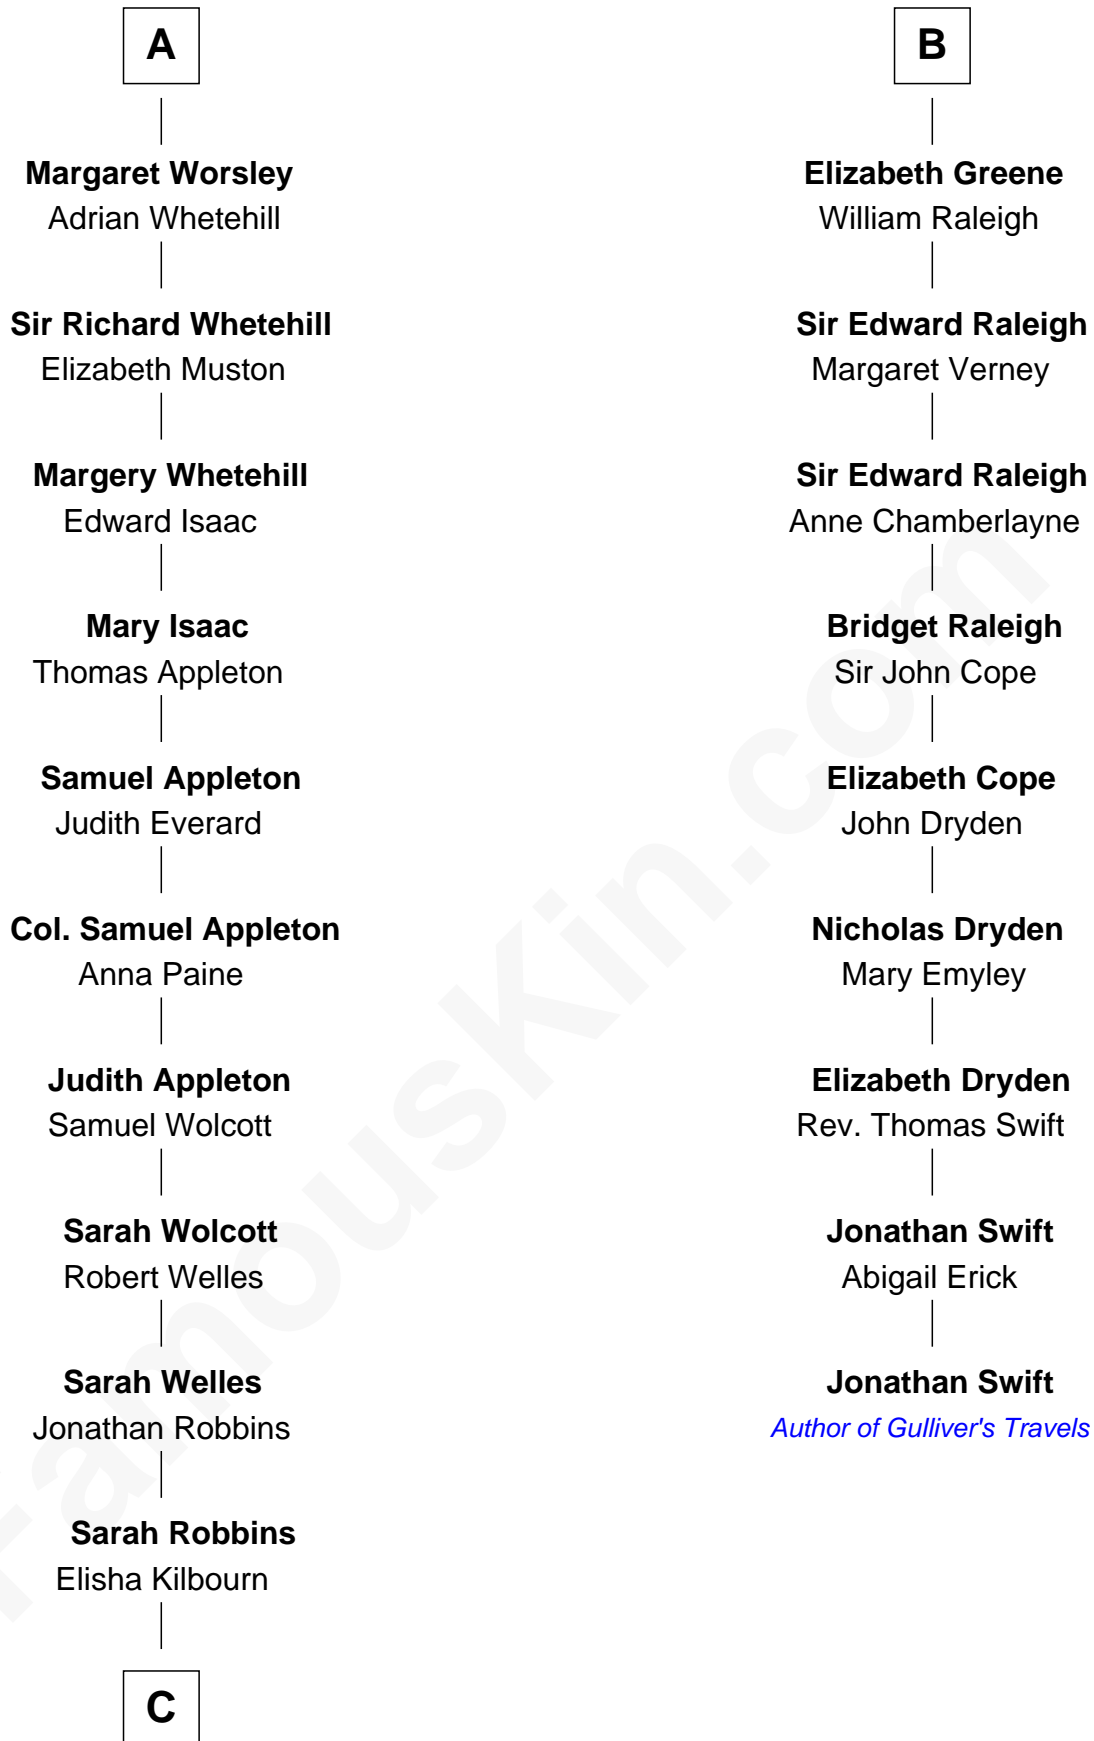 A
Margaret Worsley
Adrian Whetehill
Sir Richard Whetehill
Elizabeth Muston
Margery Whetehill
Edward Isaac
Mary Isaac
Thomas Appleton
Samuel Appleton
Judith Everard
Col. Samuel Appleton
Anna Paine
Judith Appleton
Samuel Wolcott
Sarah Wolcott
Robert Welles
Sarah Welles
Jonathan Robbins
Sarah Robbins
Elisha Kilbourn
C
B
Elizabeth Greene
William Raleigh
Sir Edward Raleigh
Margaret Verney
Sir Edward Raleigh
Anne Chamberlayne
Bridget Raleigh
Sir John Cope
Elizabeth Cope
John Dryden
Nicholas Dryden
Mary Emyley
Elizabeth Dryden
Rev. Thomas Swift
Jonathan Swift
Abigail Erick
Jonathan Swift
Author of Gulliver's Travels
FamousKin.com